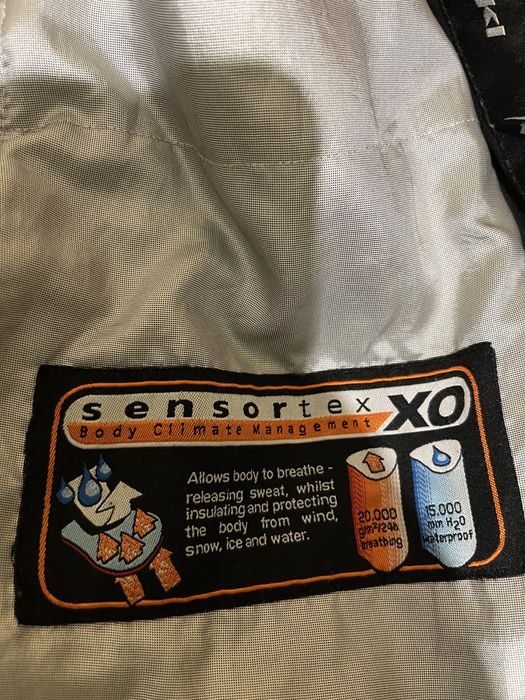 SKI
sensortex XO
Body Climate Management
Allows body to breathe -
releasing sweat, whilst
insulating and protecting
the body from wind,
snow, ice and water.
20.000
g/m²/24h
breathing
15.000
mm H₂O
waterproof